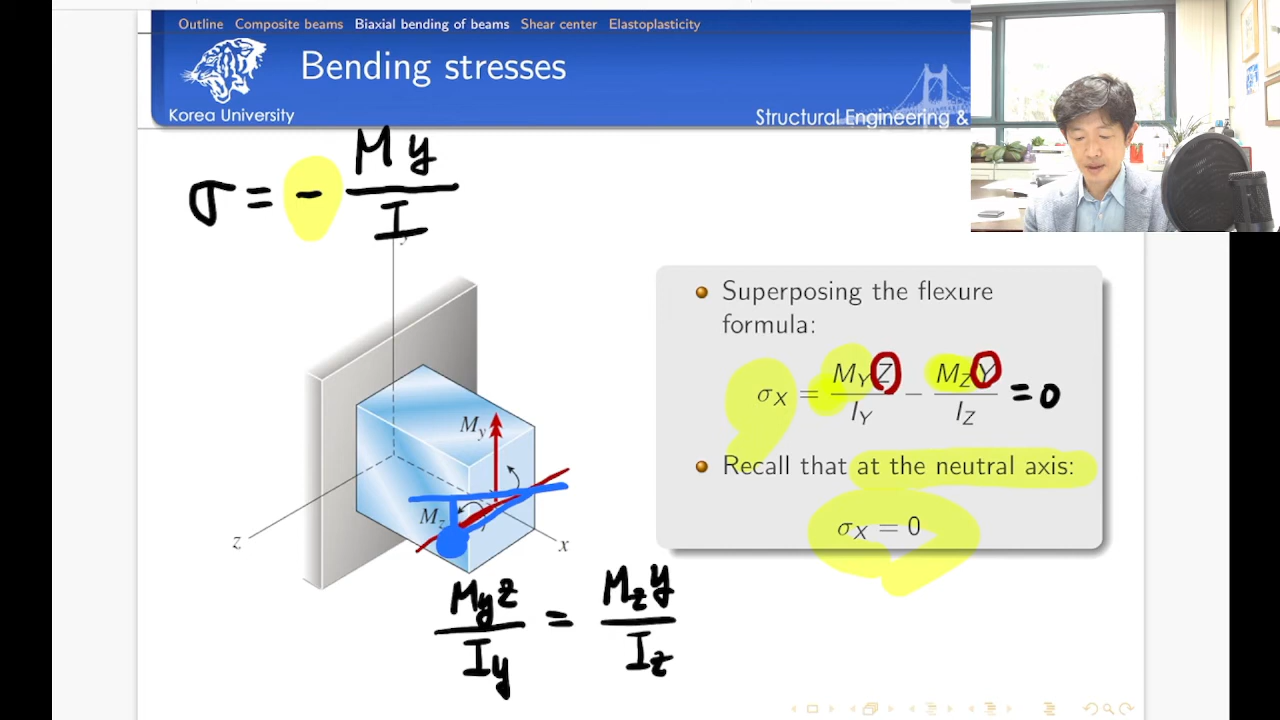 Outline Composite beams Biaxial bending of beams Shear center Elastoplasticity
Bending stresses
Korea University
Structural Engineering &
σ = - My / I
y
Superposing the flexure
formula:
σX = MYZ / IY − MZY / IZ = 0
Recall that at the neutral axis:
σX = 0
My
Mz
z
x
Myz / Iy = Mzy / Iz